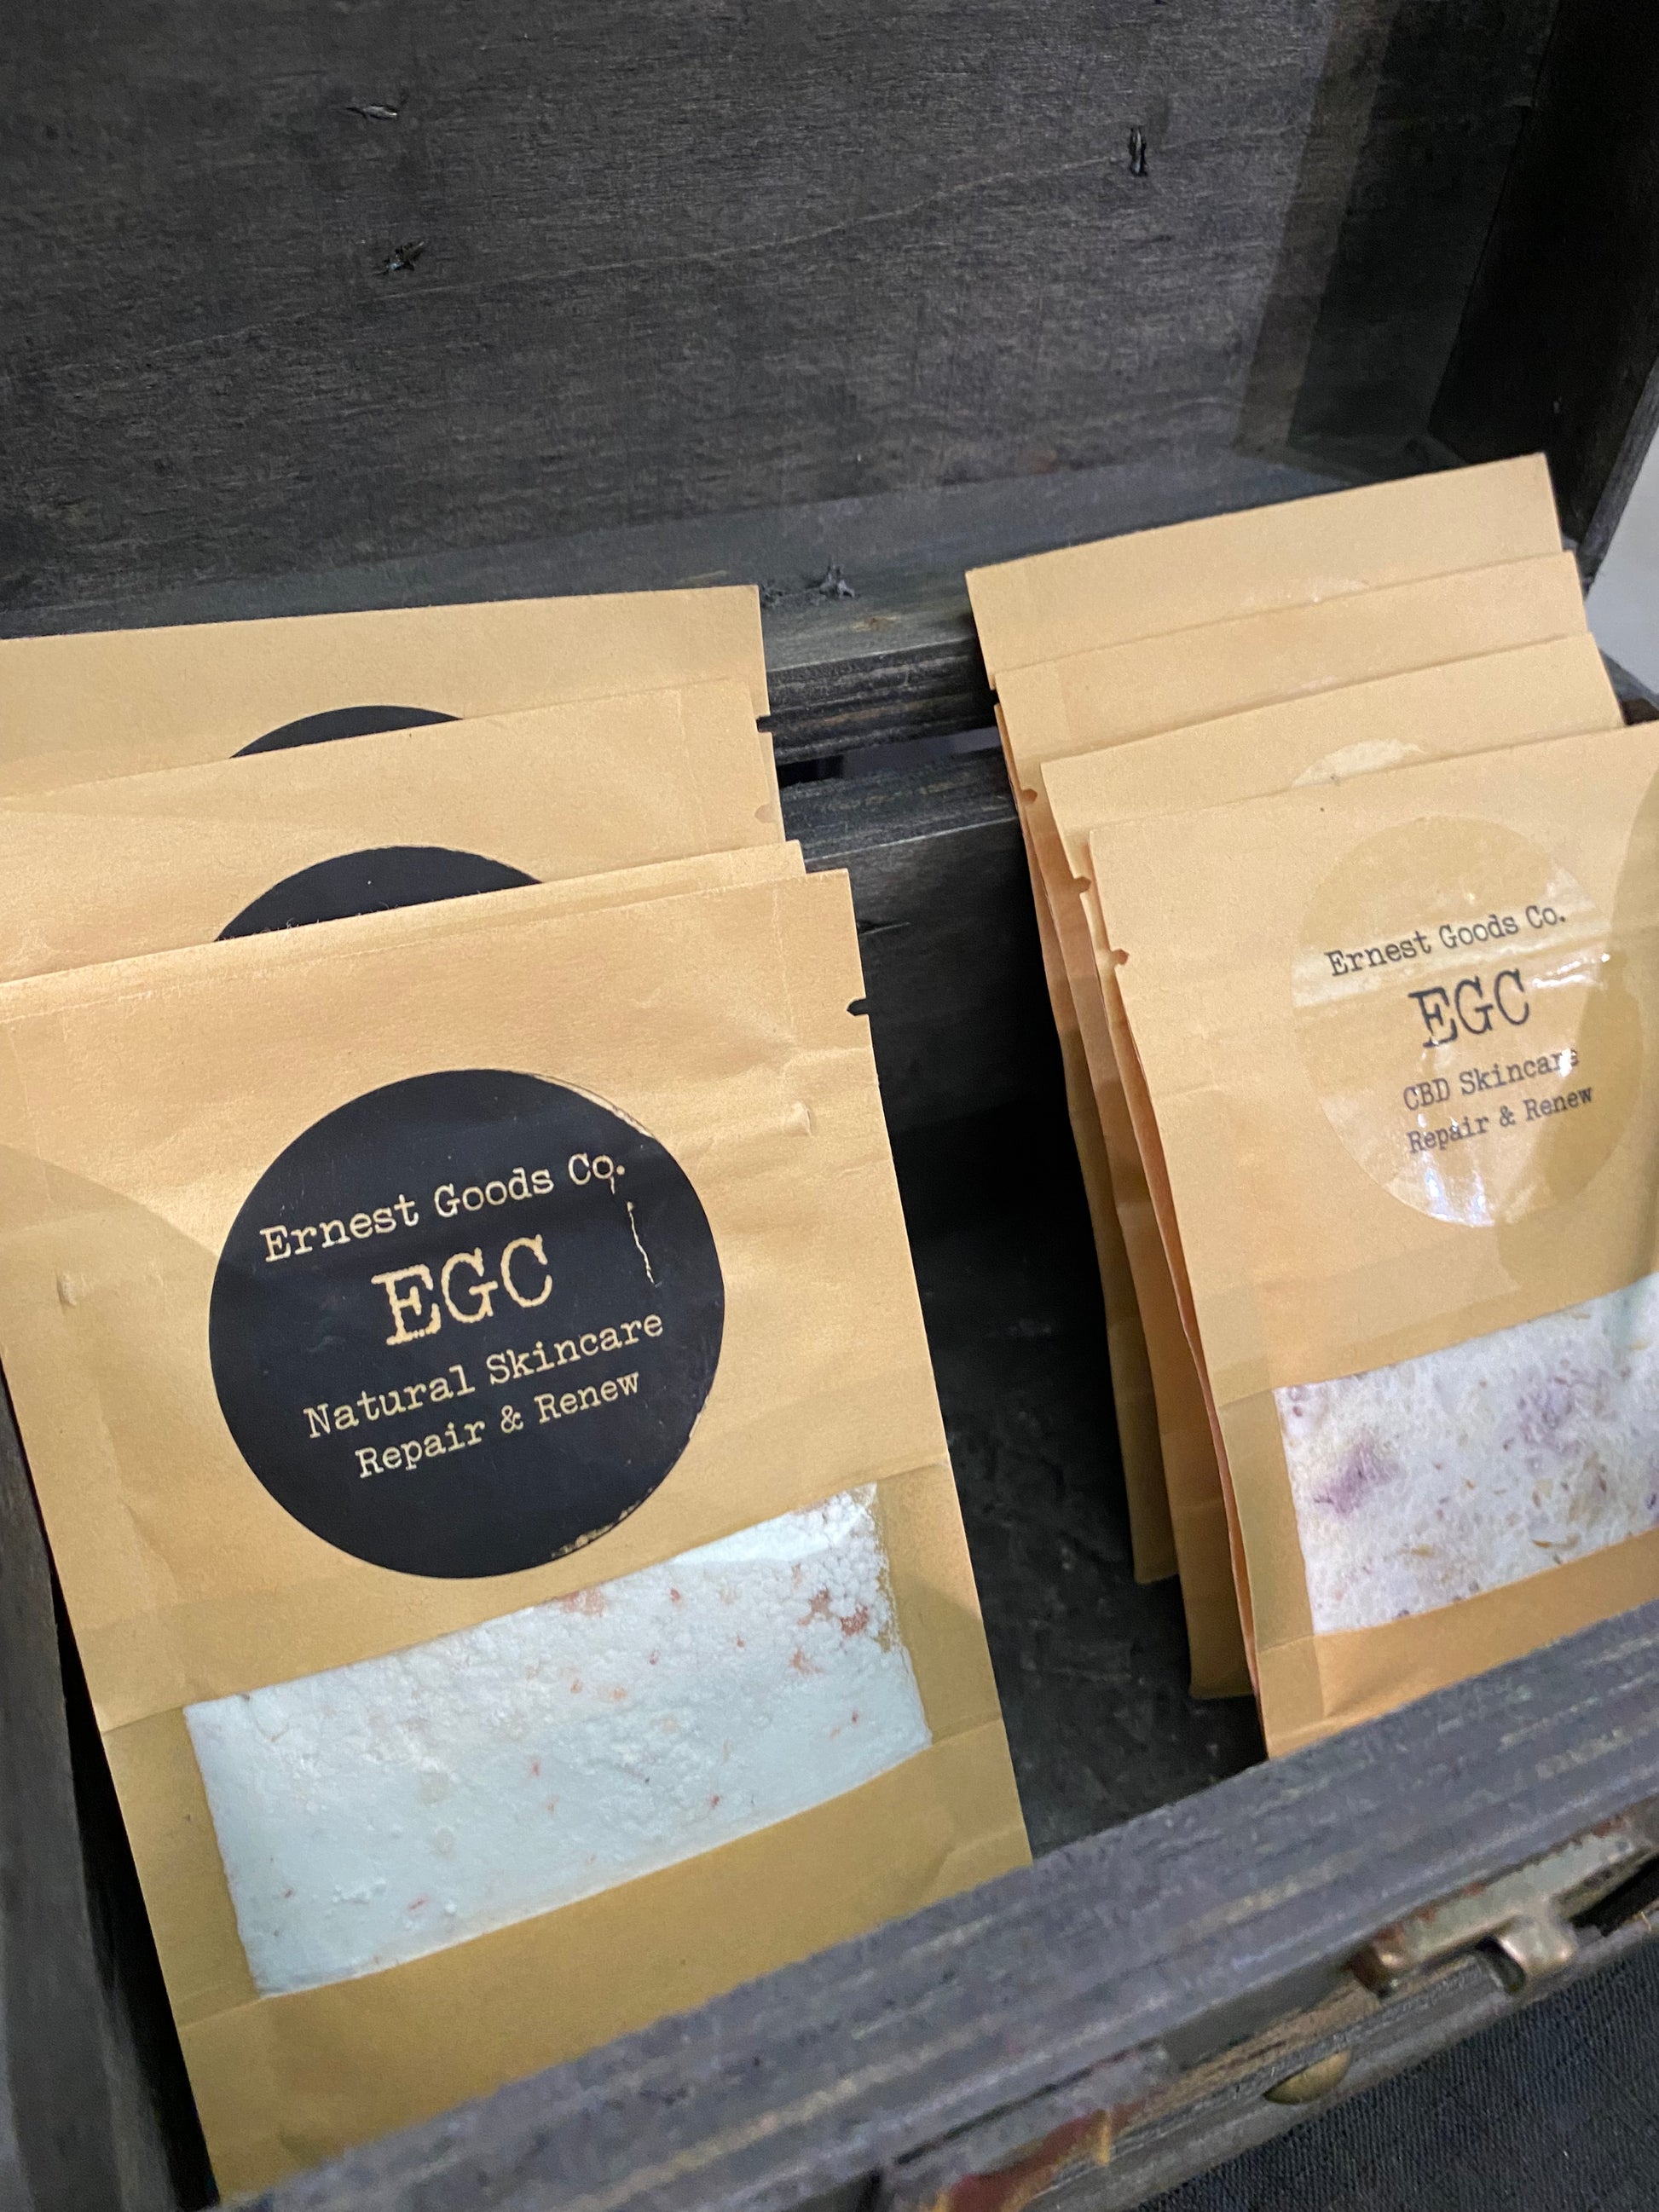 Ernest Goods Co.
EGC
Natural Skincare
Repair & Renew
Ernest Goods Co.
EGC
CBD Skincare
Repair & Renew